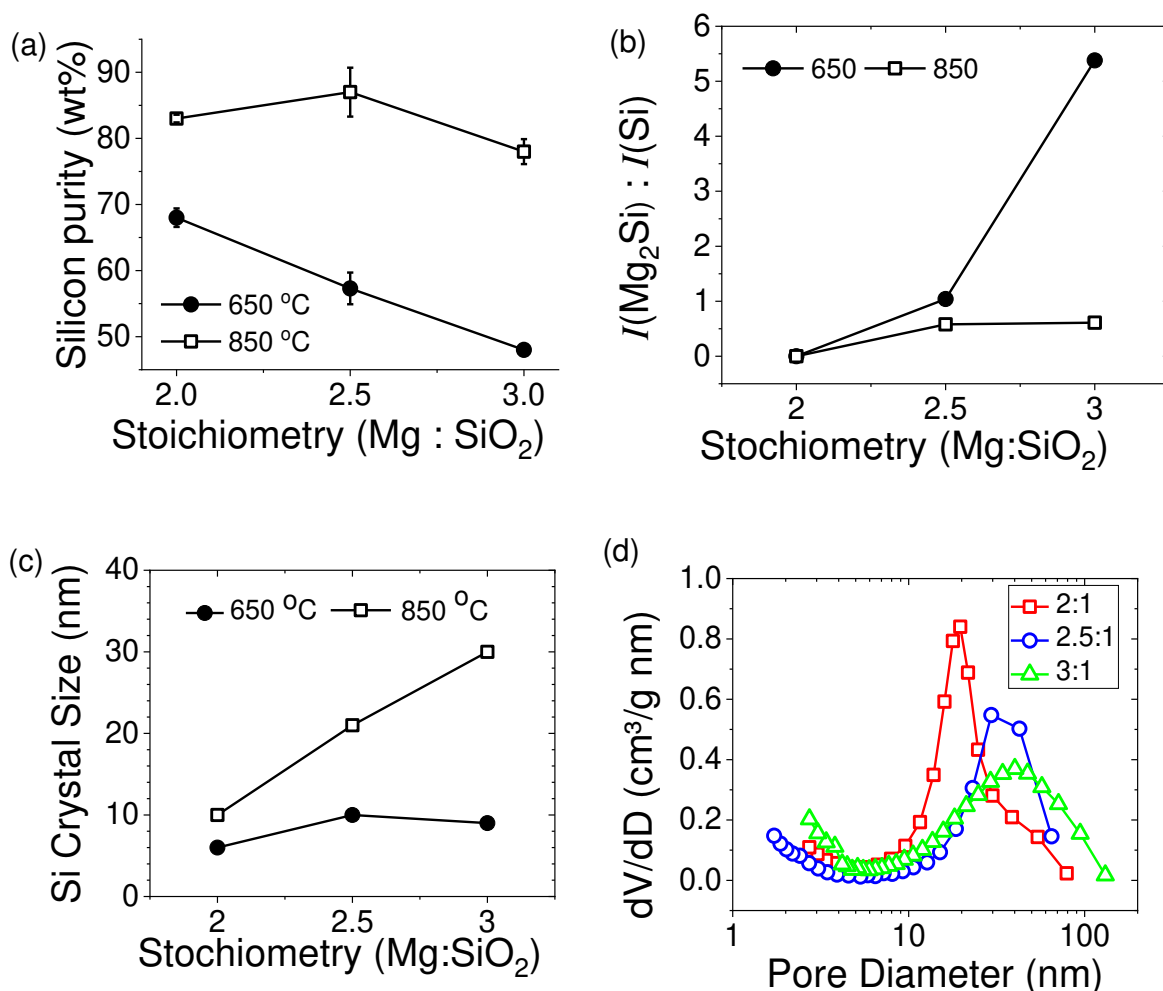 (a)
Silicon purity (wt%)
90
80
70
60
50
650 °C
850 °C
2.0 2.5 3.0
Stoichiometry (Mg : SiO₂)
(b)
I(Mg₂Si) : I(Si)
6
5
4
3
2
1
0
650 850
2 2.5 3
Stochiometry (Mg:SiO₂)
(c)
Si Crystal Size (nm)
40
30
20
10
0
650 °C 850 °C
2 2.5 3
Stochiometry (Mg:SiO₂)
(d)
dV/dD (cm³/g nm)
1.0
0.8
0.6
0.4
0.2
0.0
2:1
2.5:1
3:1
1 10 100
Pore Diameter (nm)